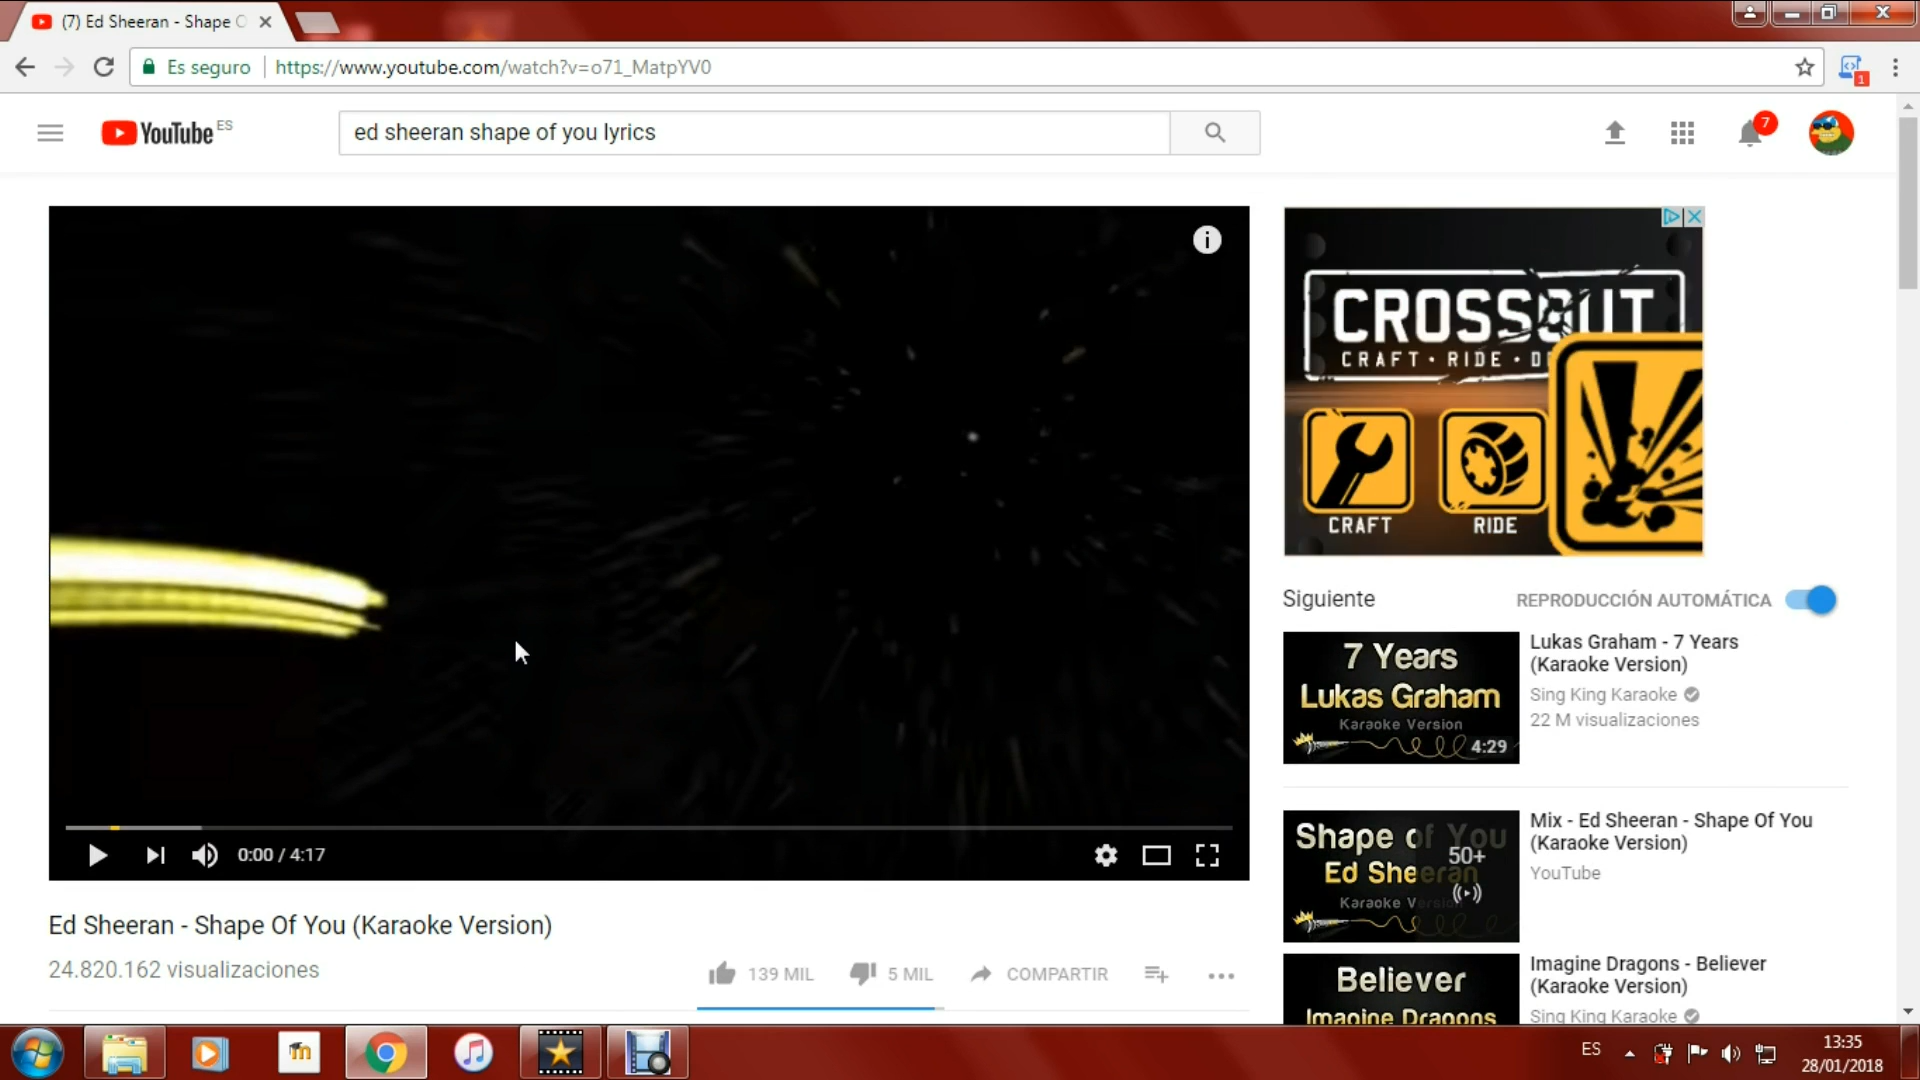 (7) Ed Sheeran - Shape O
Es seguro
https://www.youtube.com/watch?v=o71_MatpYV0
1
YouTube ES
ed sheeran shape of you lyrics
7
CROSSOUT
CRAFT · RIDE · D
CRAFT
RIDE
0:00 / 4:17
Ed Sheeran - Shape Of You (Karaoke Version)
24.820.162 visualizaciones
139 MIL
5 MIL
COMPARTIR
Siguiente
REPRODUCCIÓN AUTOMÁTICA
7 Years
Lukas Graham
Karaoke Version
4:29
Lukas Graham - 7 Years
(Karaoke Version)
Sing King Karaoke
22 M visualizaciones
Shape of You
Ed Sheeran
Karaoke Version
50+
Mix - Ed Sheeran - Shape Of You
(Karaoke Version)
YouTube
Believer
Imagine Dragons
Imagine Dragons - Believer
(Karaoke Version)
Sing King Karaoke
m
ES
13:35
28/01/2018